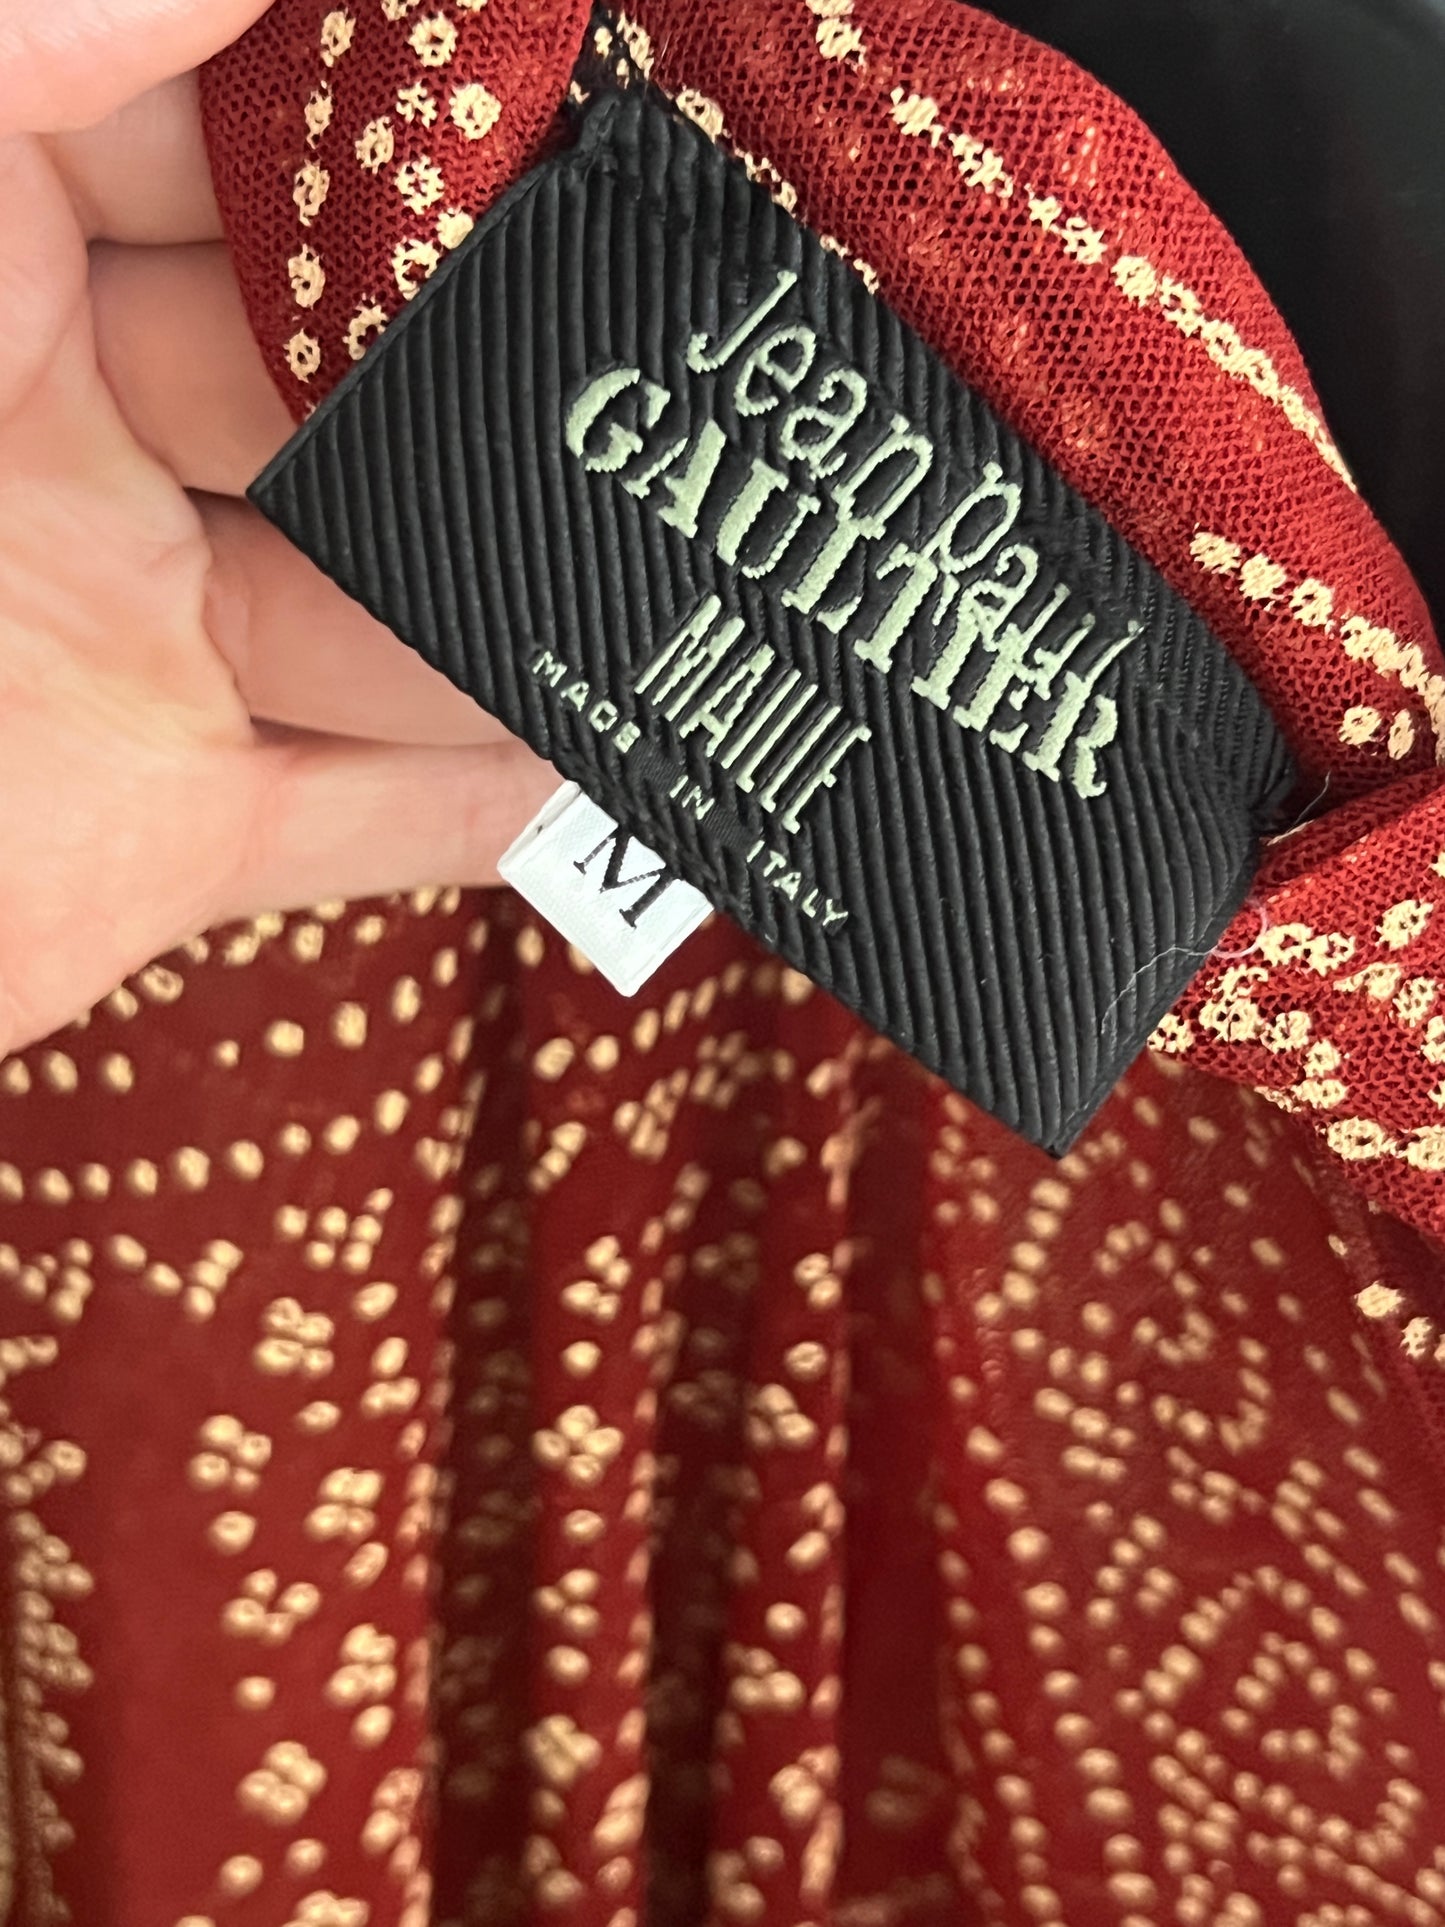 Jean Paul
GAULTIER
MAILLE
MADE IN ITALY
M